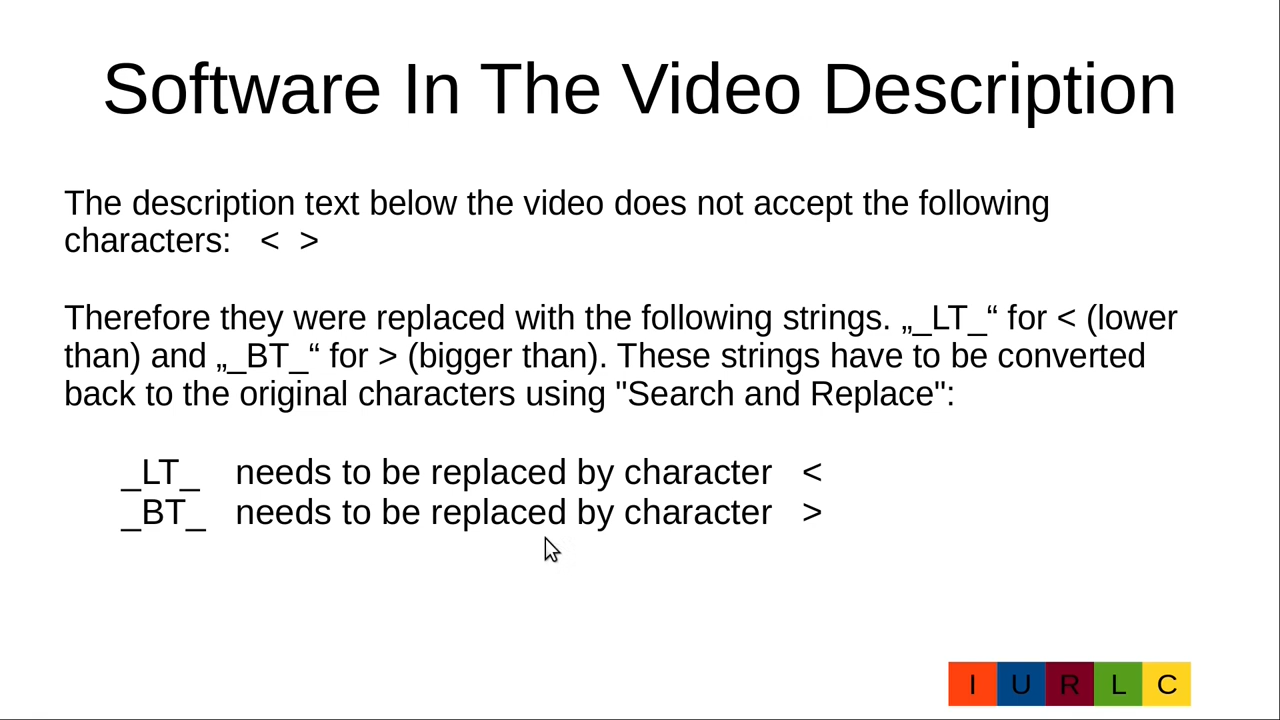 Software In The Video Description
The description text below the video does not accept the following
characters: < >
Therefore they were replaced with the following strings. „_LT_“ for < (lower
than) and „_BT_“ for > (bigger than). These strings have to be converted
back to the original characters using "Search and Replace":
_LT_ needs to be replaced by character <
_BT_ needs to be replaced by character >
I U R L C